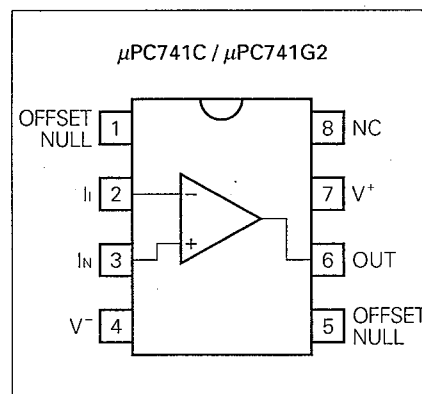 μPC741C / μPC741G2
OFFSET NULL 1
8 NC
II 2
7 V+
IN 3
6 OUT
V− 4
5 OFFSET NULL
−
+